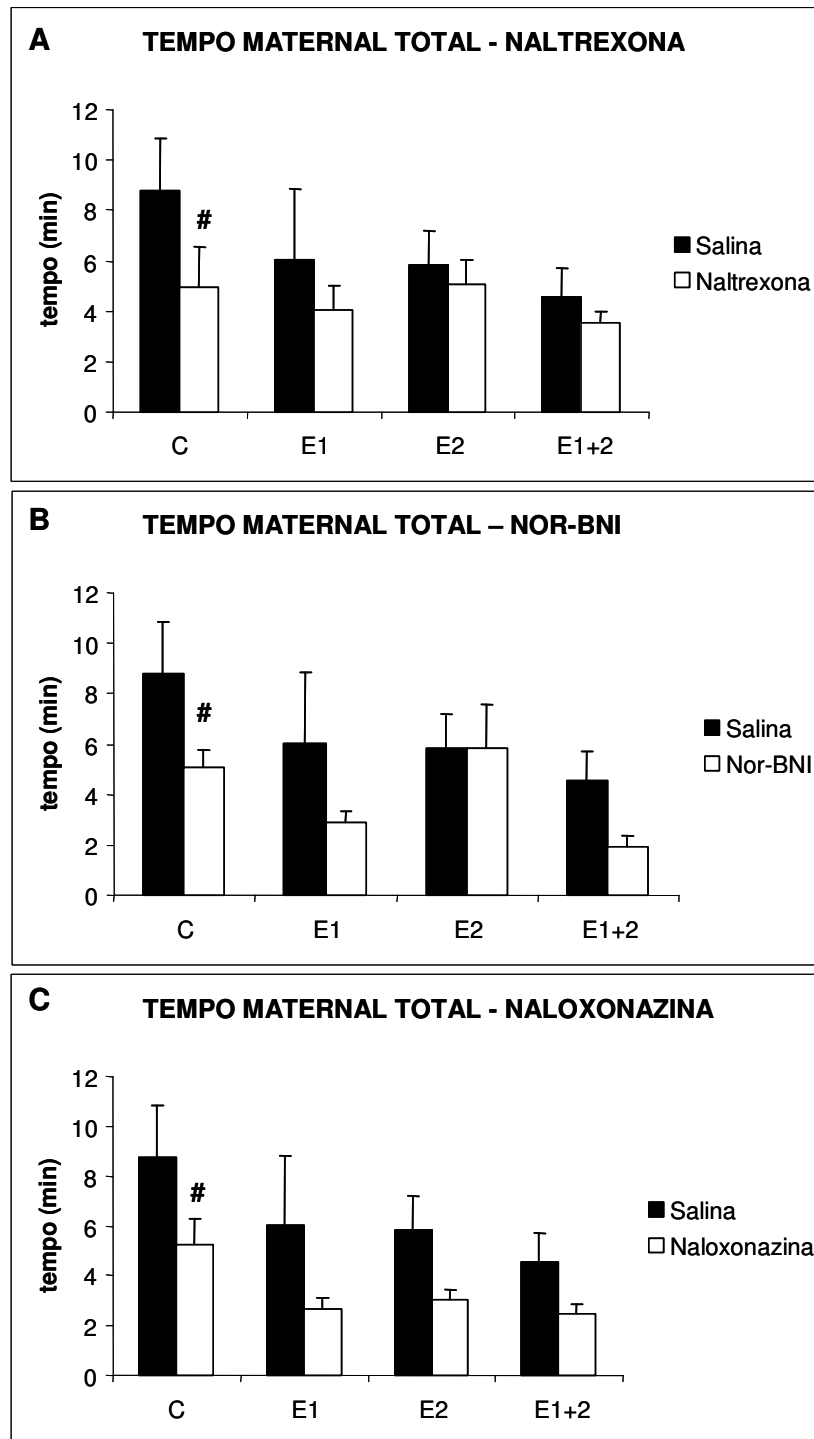 A
TEMPO MATERNAL TOTAL - NALTREXONA
12
10
8
6
4
2
0
tempo (min)
#
C
E1
E2
E1+2
Salina
Naltrexona
B
TEMPO MATERNAL TOTAL – NOR-BNI
12
10
8
6
4
2
0
tempo (min)
#
C
E1
E2
E1+2
Salina
Nor-BNI
C
TEMPO MATERNAL TOTAL - NALOXONAZINA
12
10
8
6
4
2
0
tempo (min)
#
C
E1
E2
E1+2
Salina
Naloxonazina